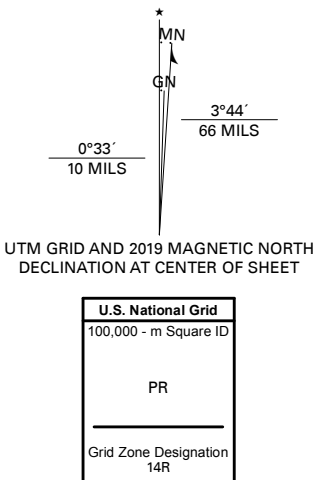 ★
MN
GN
3°44´
66 MILS
0°33´
10 MILS
UTM GRID AND 2019 MAGNETIC NORTH
DECLINATION AT CENTER OF SHEET
U.S. National Grid
100,000 - m Square ID
PR
Grid Zone Designation
14R